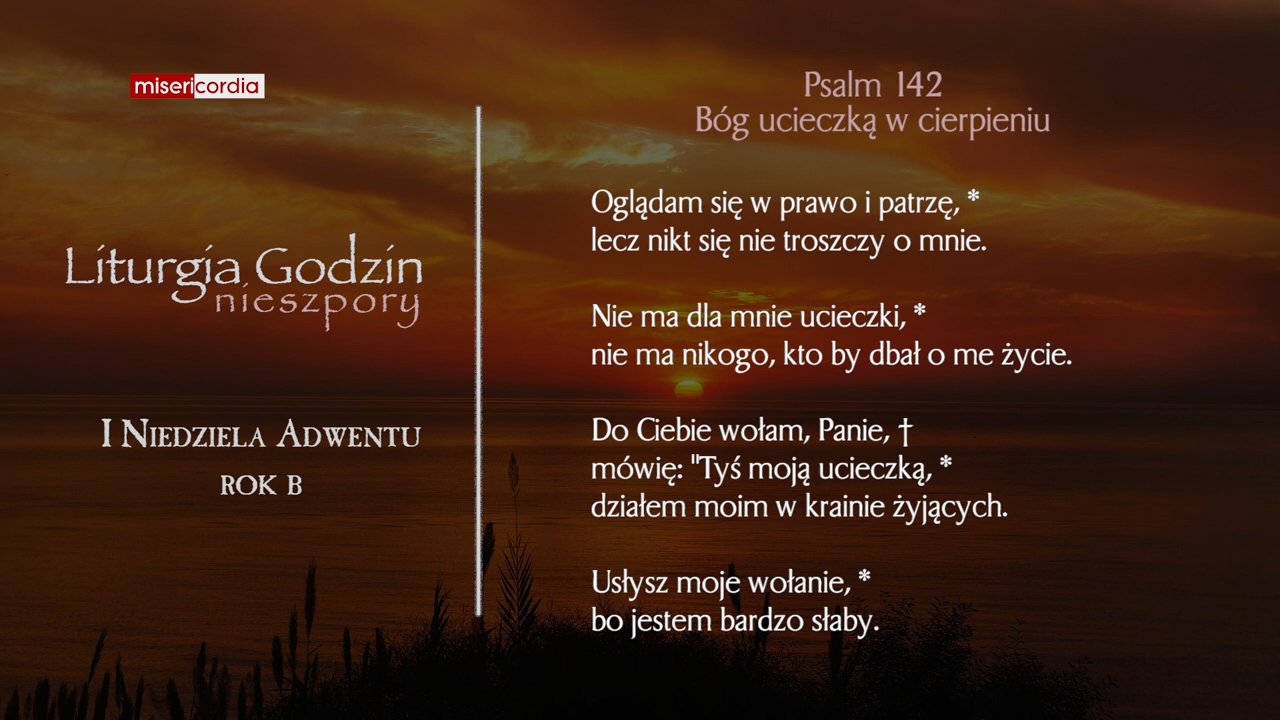 misericordia
Liturgia Godzin
nieszpory
I Niedziela Adwentu
rok B
Psalm 142
Bóg ucieczką w cierpieniu
Oglądam się w prawo i patrzę, *
lecz nikt się nie troszczy o mnie.
Nie ma dla mnie ucieczki, *
nie ma nikogo, kto by dbał o me życie.
Do Ciebie wołam, Panie, †
mówię: "Tyś moją ucieczką, *
działem moim w krainie żyjących.
Usłysz moje wołanie, *
bo jestem bardzo słaby.